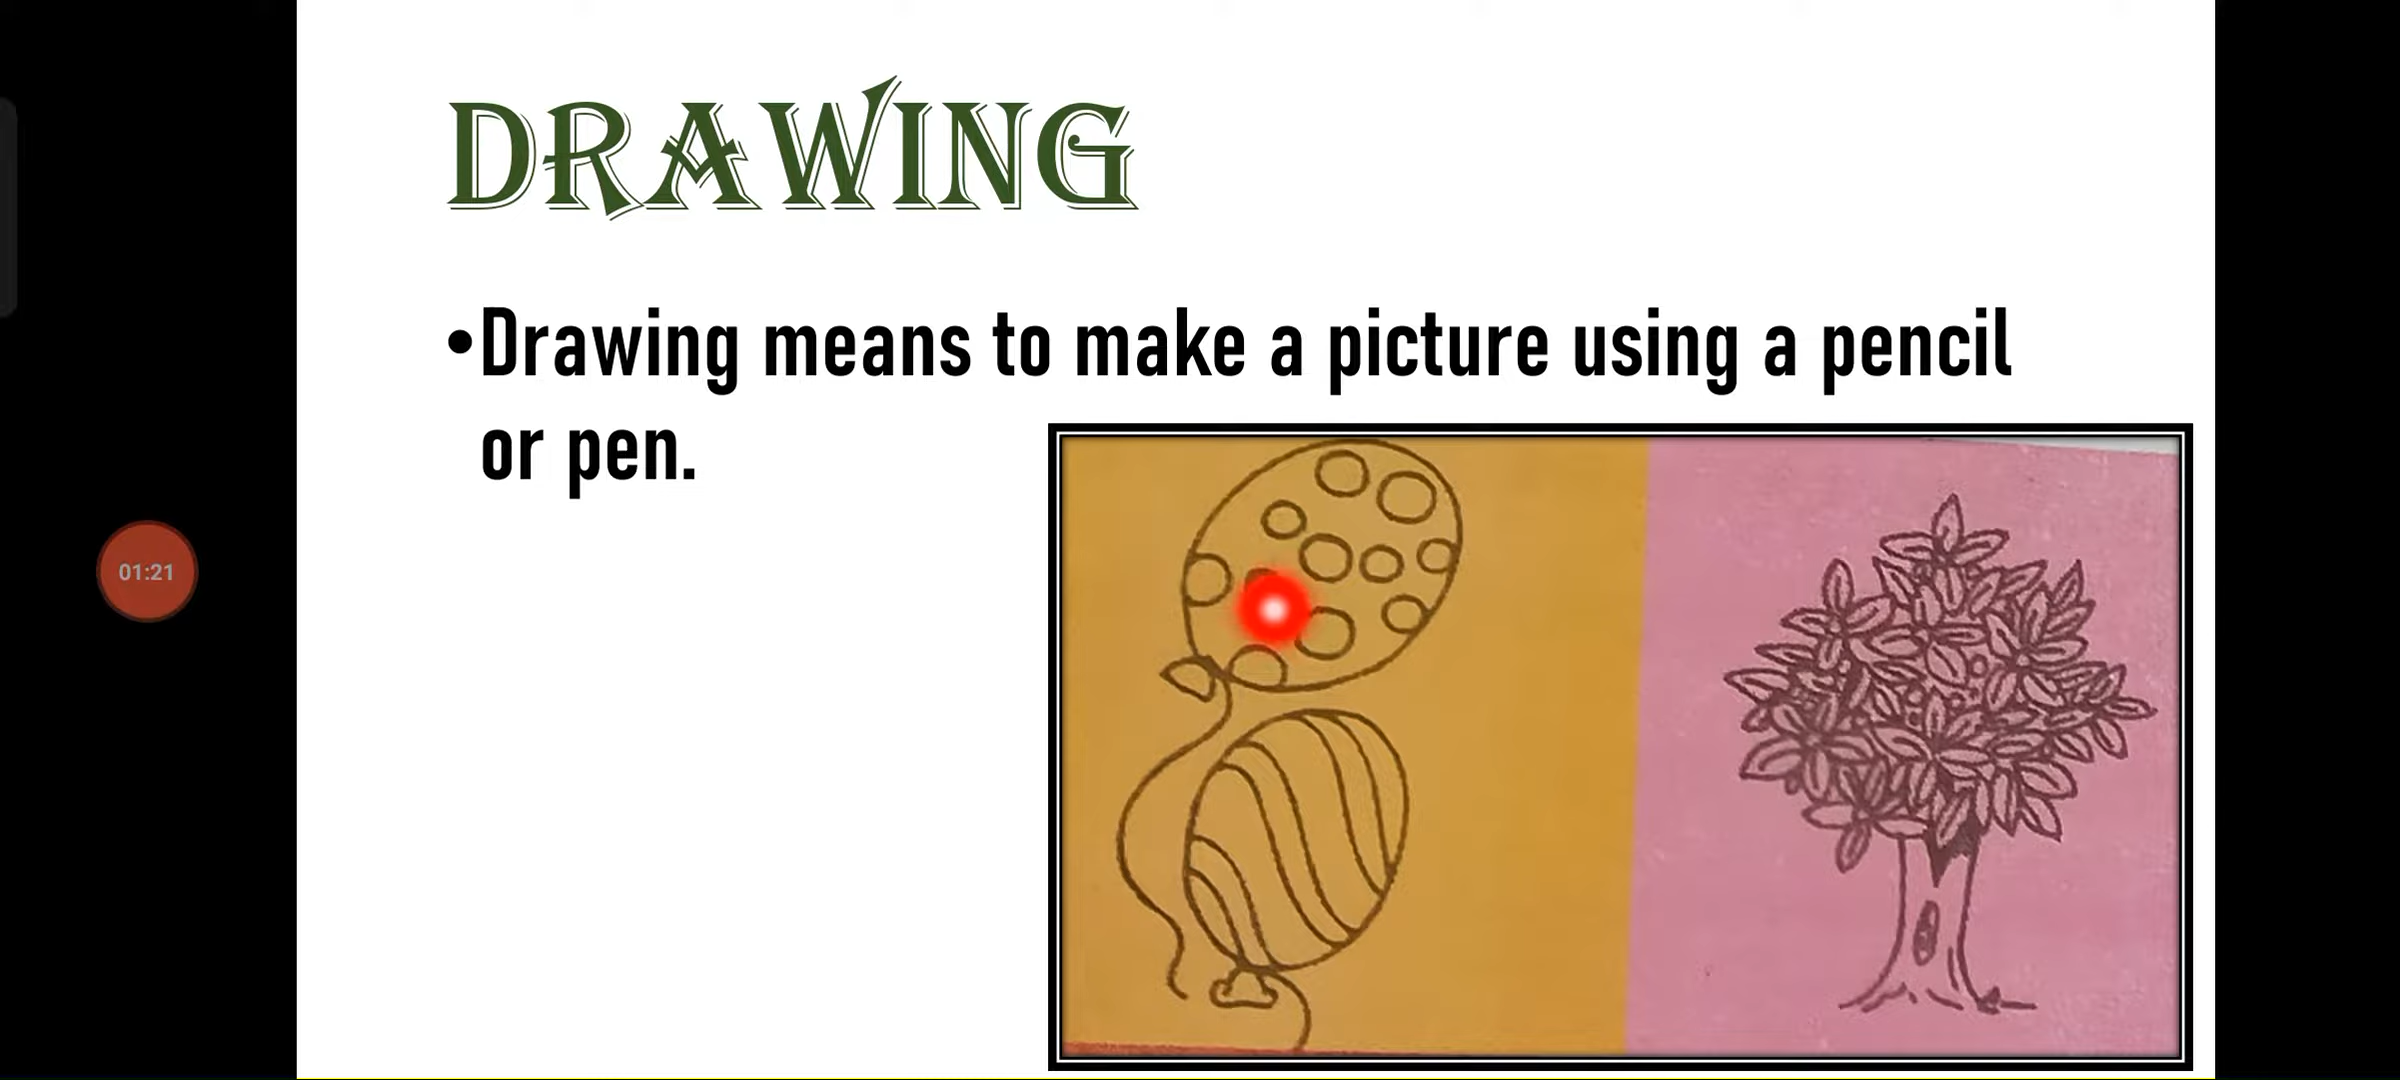 DRAWING
•Drawing means to make a picture using a pencil
or pen.
01:21